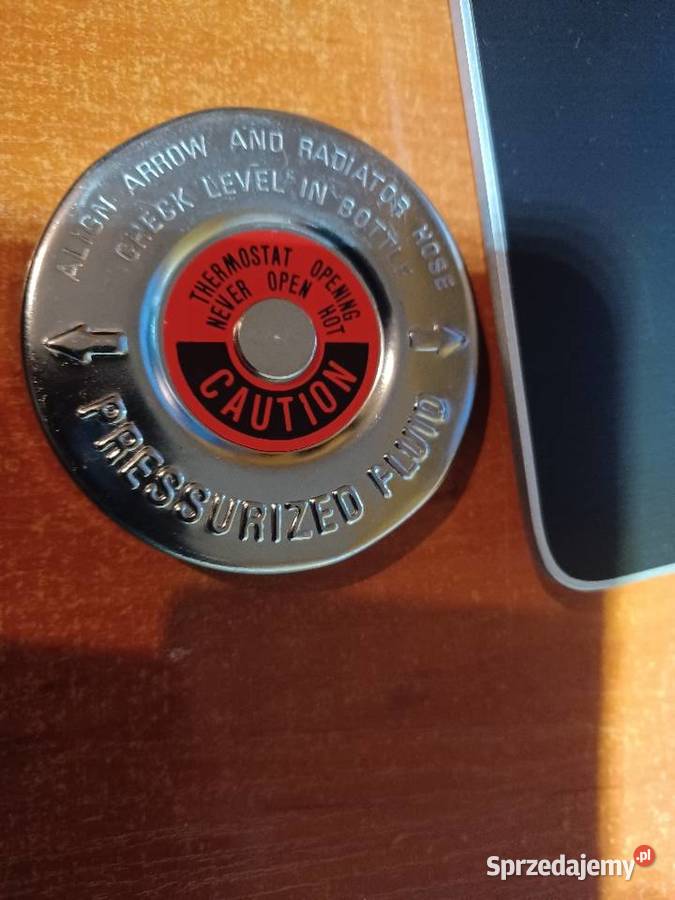 ALIGN ARROW AND RADIATOR HOSE
CHECK LEVEL IN BOTTLE
THERMOSTAT OPENING
NEVER OPEN HOT
CAUTION
PRESSURIZED FLUID
Sprzedajemy.pl